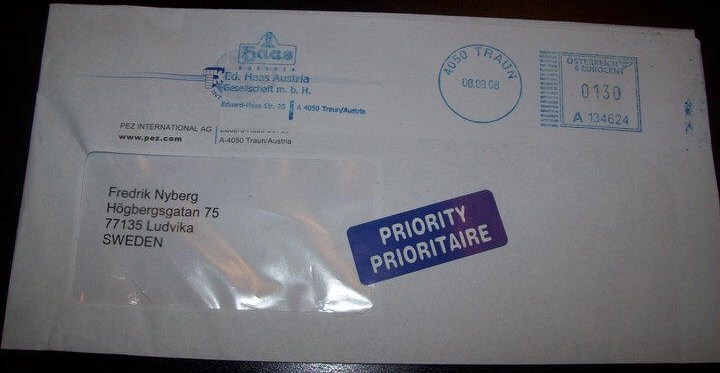 Haas
AUSTRIA
Ed. Haas Austria
Gesellschaft m. b. H.
Eduard-Haas-Str. 25 A 4050 Traun/Austria
PEZ INTERNATIONAL AG
www.pez.com
A-4050 Traun/Austria
4050 TRAUN
08.09.08
ÖSTERREICH
EUROCENT
0130
A 134624
Fredrik Nyberg
Högbergsgatan 75
77135 Ludvika
SWEDEN
PRIORITY
PRIORITAIRE